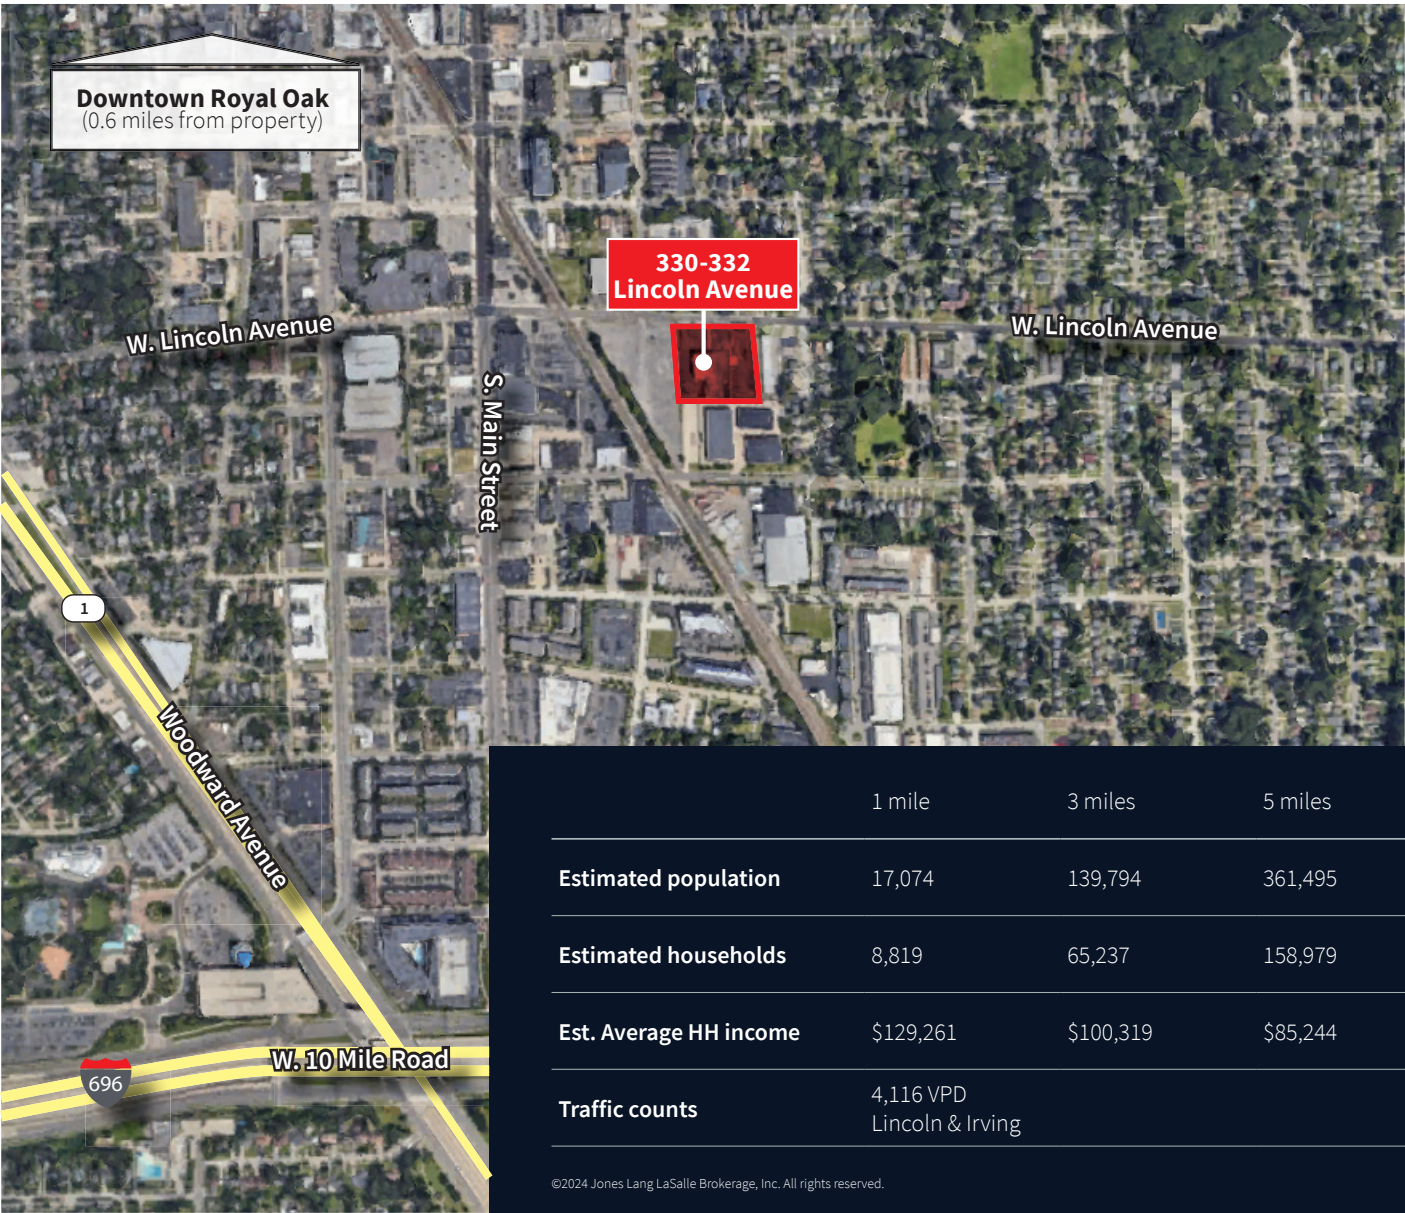 Downtown Royal Oak
(0.6 miles from property)
330-332
Lincoln Avenue
W. Lincoln Avenue
W. Lincoln Avenue
S. Main Street
1
Woodward Avenue
W. 10 Mile Road
696
1 mile 3 miles 5 miles
Estimated population 17,074 139,794 361,495
Estimated households 8,819 65,237 158,979
Est. Average HH income $129,261 $100,319 $85,244
Traffic counts 4,116 VPD
Lincoln & Irving
©2024 Jones Lang LaSalle Brokerage, Inc. All rights reserved.